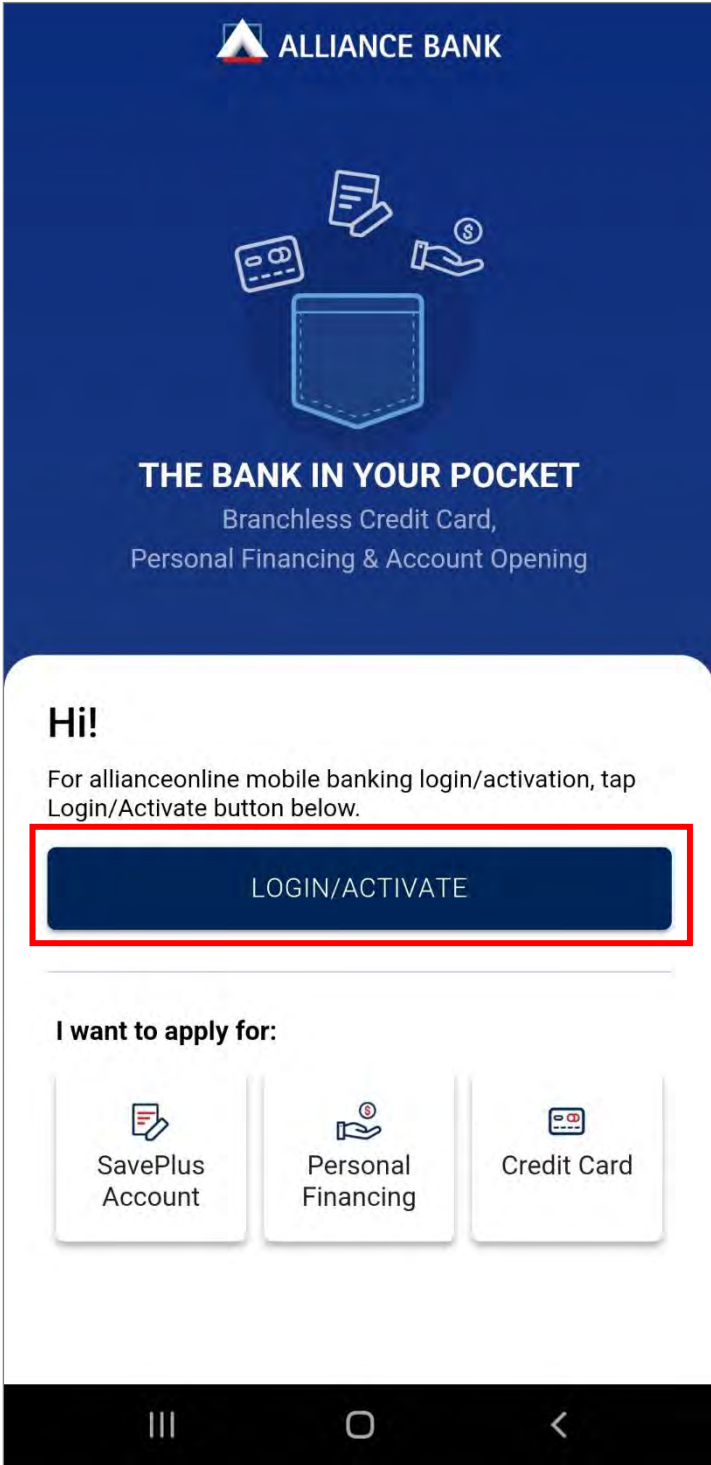 ALLIANCE BANK
THE BANK IN YOUR POCKET
Branchless Credit Card,
Personal Financing & Account Opening
Hi!
For allianceonline mobile banking login/activation, tap
Login/Activate button below.
LOGIN/ACTIVATE
I want to apply for:
SavePlus
Account
Personal
Financing
Credit Card